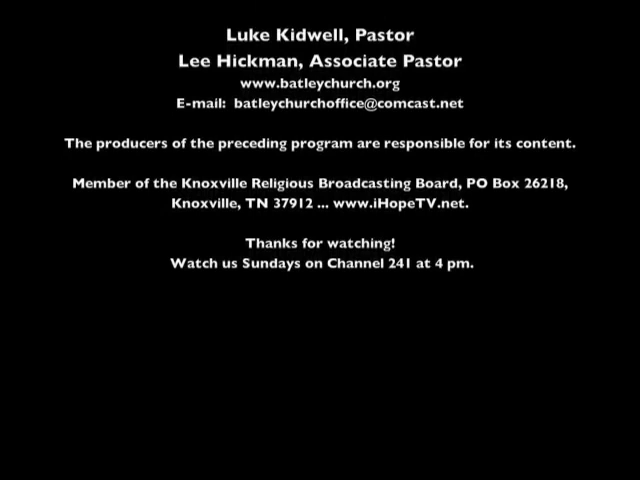 Luke Kidwell, Pastor
Lee Hickman, Associate Pastor
www.batleychurch.org
E-mail: batleychurchoffice@comcast.net
The producers of the preceding program are responsible for its content.
Member of the Knoxville Religious Broadcasting Board, PO Box 26218,
Knoxville, TN 37912 ... www.iHopeTV.net.
Thanks for watching!
Watch us Sundays on Channel 241 at 4 pm.